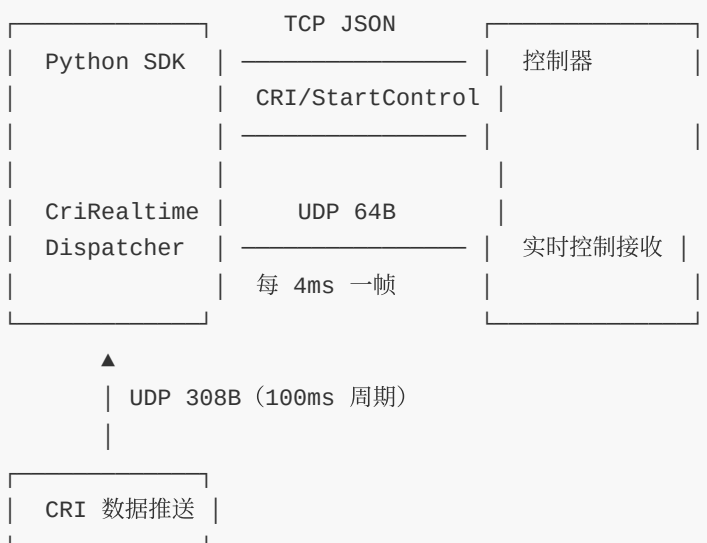 TCP JSON
Python SDK 控制器
CRI/StartControl
CriRealtime UDP 64B
Dispatcher 实时控制接收
每 4ms 一帧
UDP 308B（100ms 周期）
CRI 数据推送